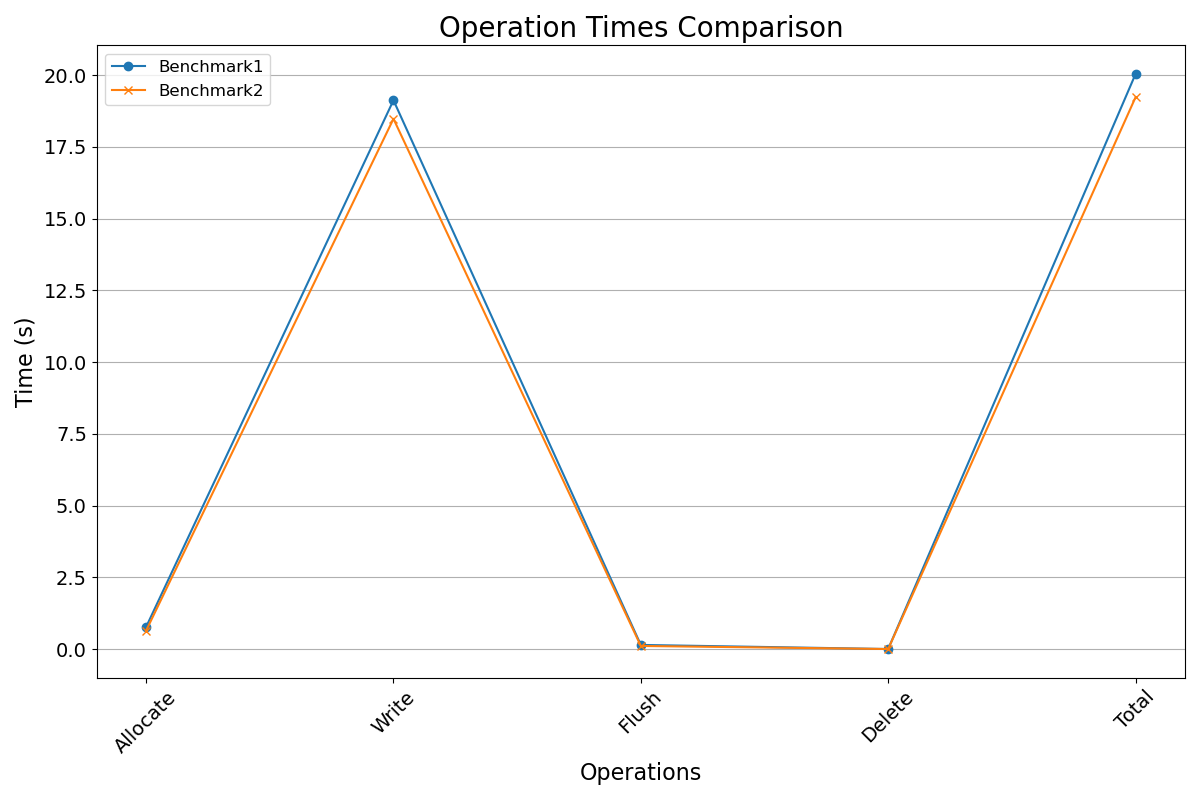 Operation Times Comparison
Benchmark1
Benchmark2
20.0
17.5
15.0
12.5
10.0
7.5
5.0
2.5
0.0
Time (s)
Allocate
Write
Flush
Delete
Total
Operations